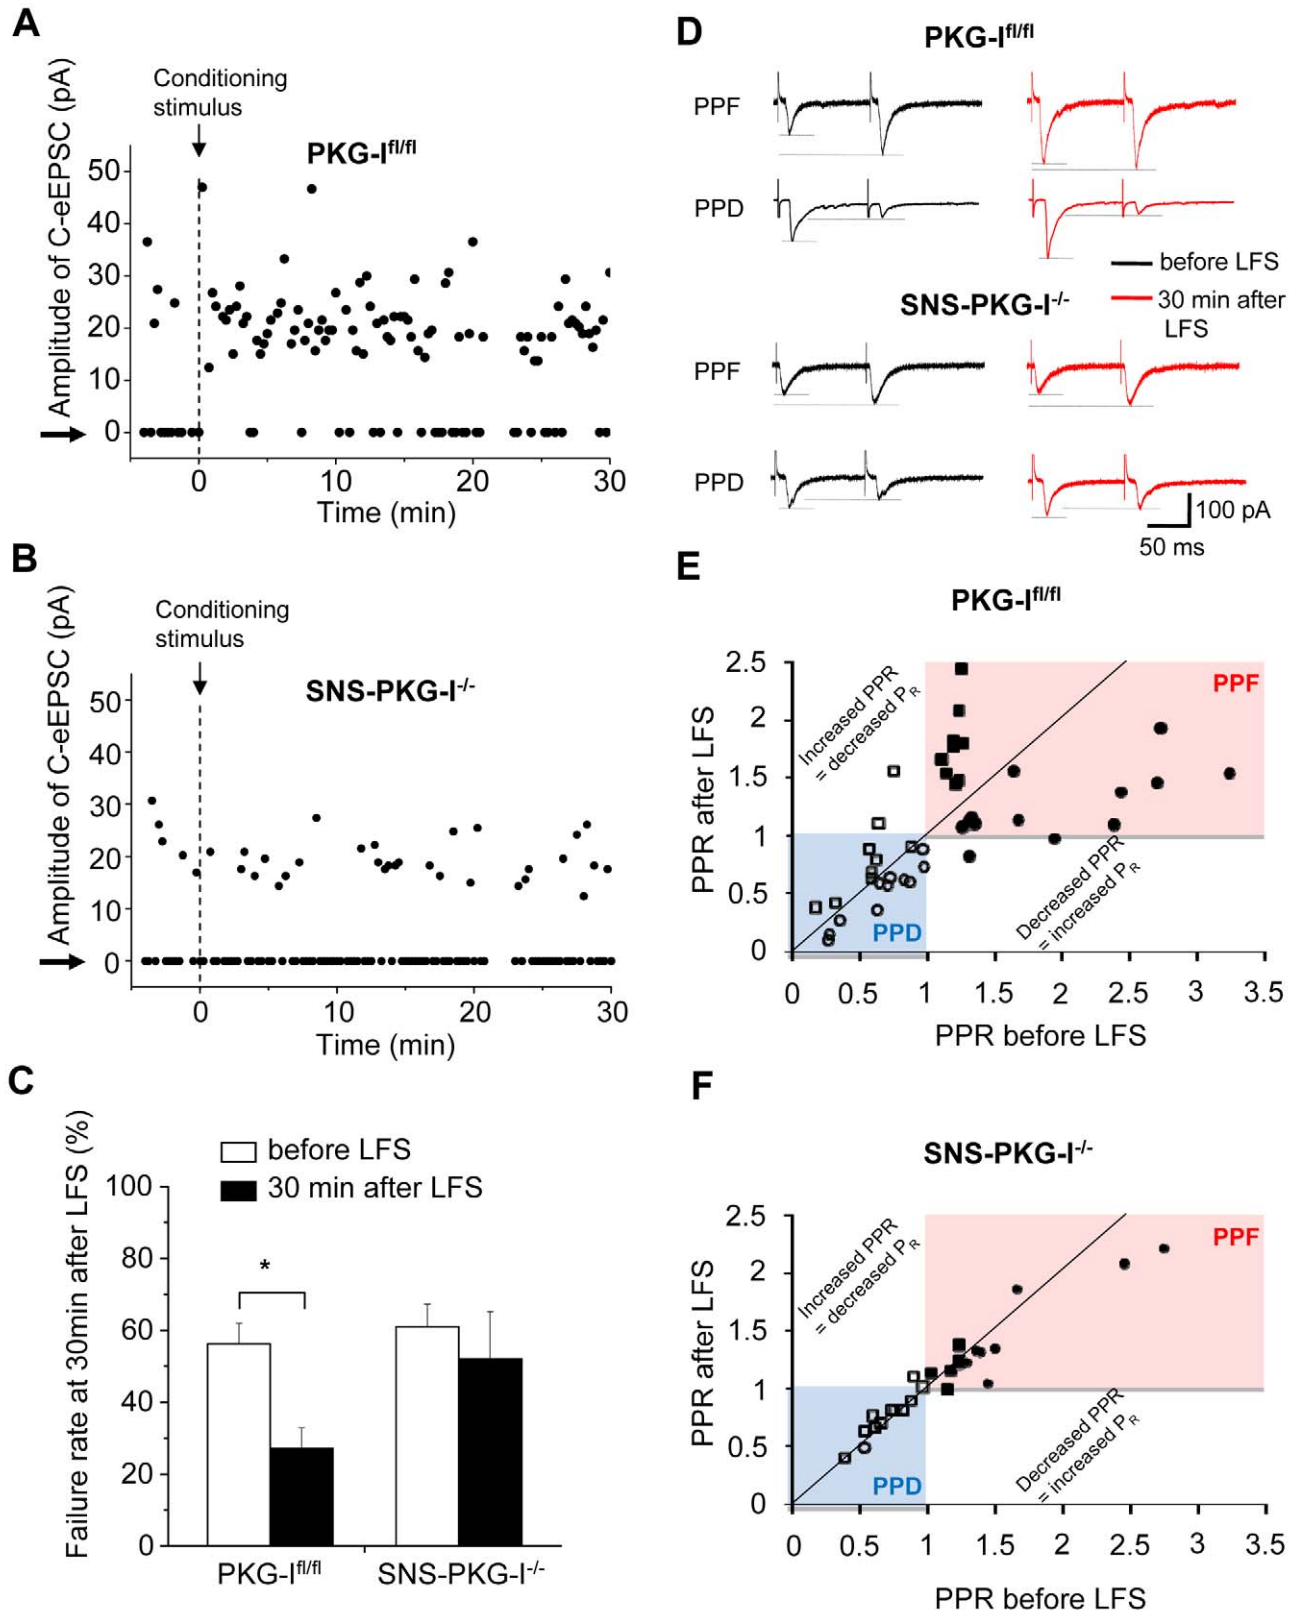 A
Conditioning
stimulus
PKG-I^fl/fl
Amplitude of C-eEPSC (pA)
50
40
30
20
10
0
0 10 20 30
Time (min)
B
Conditioning
stimulus
SNS-PKG-I^-/-
Amplitude of C-eEPSC (pA)
50
40
30
20
10
0
0 10 20 30
Time (min)
C
before LFS
30 min after LFS
Failure rate at 30min after LFS (%)
100
80
60
40
20
0
*
PKG-I^fl/fl SNS-PKG-I^-/-
D
PKG-I^fl/fl
PPF
PPD
before LFS
30 min after
LFS
SNS-PKG-I^-/-
PPF
PPD
100 pA
50 ms
E
PKG-I^fl/fl
PPR after LFS
2.5
2
1.5
1
0.5
0
Increased PPR
= decreased P_R
PPF
Decreased PPR
= increased P_R
PPD
0 0.5 1 1.5 2 2.5 3 3.5
PPR before LFS
F
SNS-PKG-I^-/-
PPR after LFS
2.5
2
1.5
1
0.5
0
Increased PPR
= decreased P_R
PPF
Decreased PPR
= increased P_R
PPD
0 0.5 1 1.5 2 2.5 3 3.5
PPR before LFS